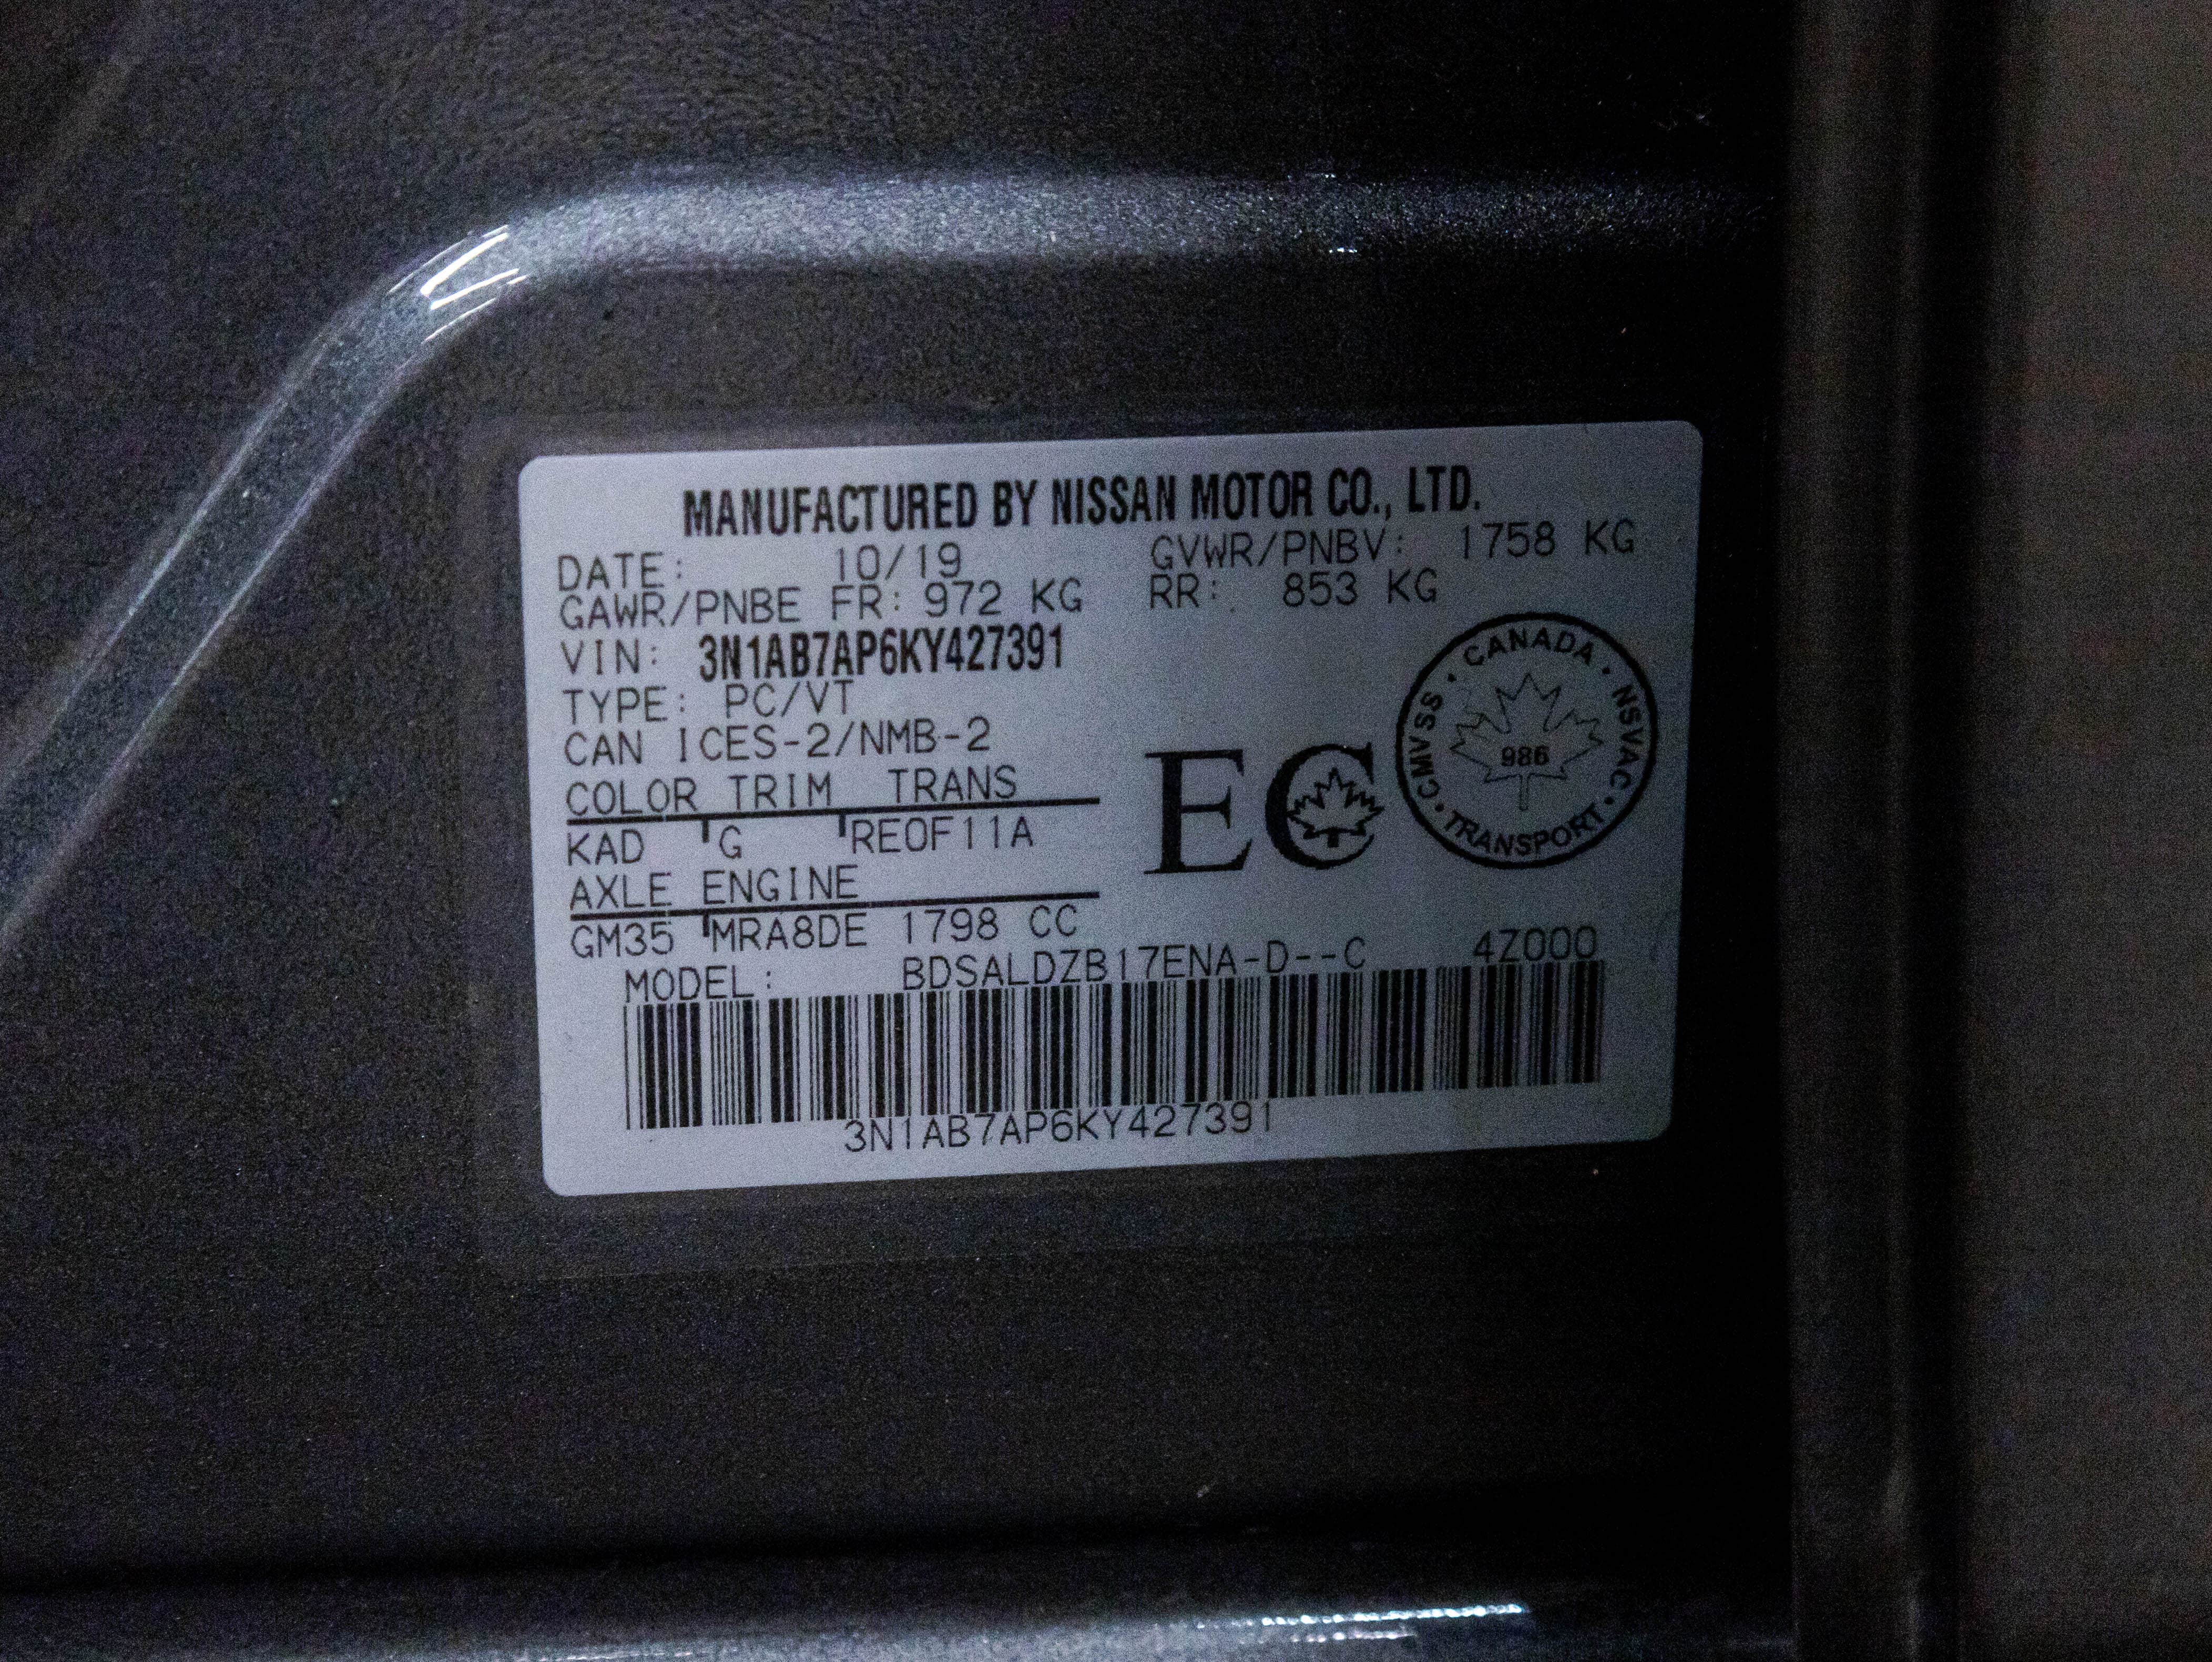 MANUFACTURED BY NISSAN MOTOR CO., LTD.
DATE: 10/19 GVWR/PNBV: 1758 KG
GAWR/PNBE FR: 972 KG RR: 853 KG
VIN: 3N1AB7AP6KY427391
TYPE: PC/VT
CAN ICES-2/NMB-2
COLOR TRIM TRANS
KAD G RE0F11A
AXLE ENGINE
GM35 MRA8DE 1798 CC
EC
CANADA · NSVAC · TRANSPORT · CMVSS ·
986
MODEL: BDSALDZB17ENA-D--C 4Z000
3N1AB7AP6KY427391